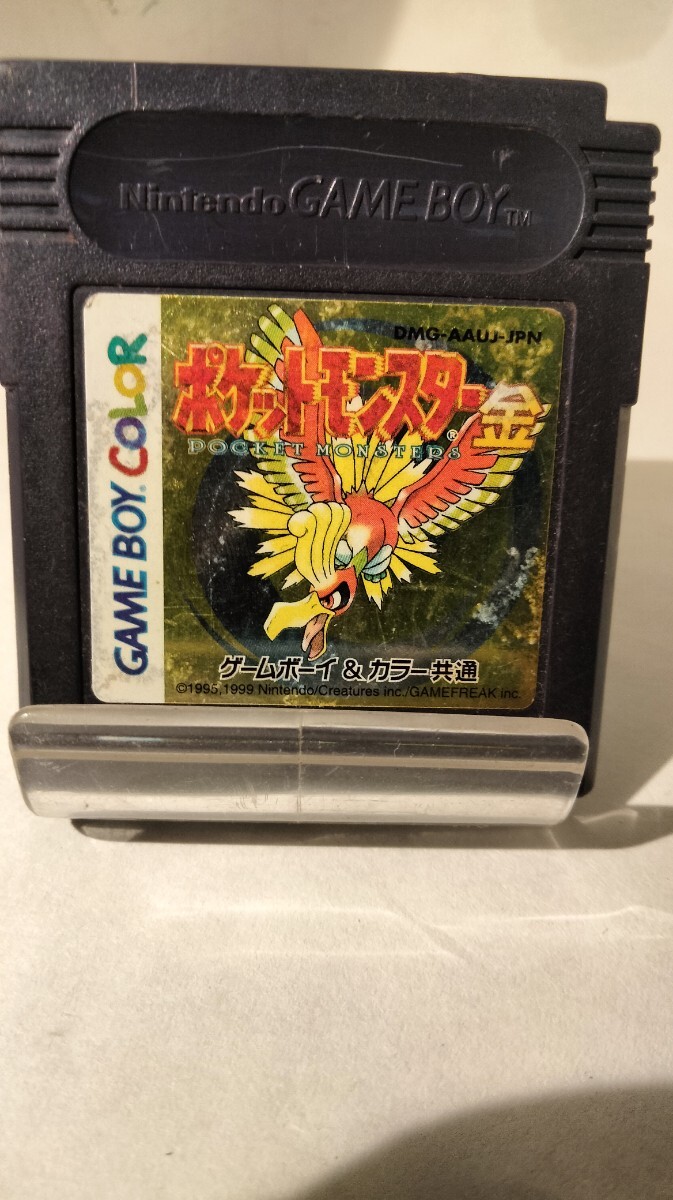 Nintendo GAME BOY TM
DMG-AAUJ-JPN
ポケットモンスター金
POCKET MONSTERS®
GAME BOY COLOR
ゲームボーイ&カラー共通
©1995,1999 Nintendo/Creatures inc./GAMEFREAK inc.